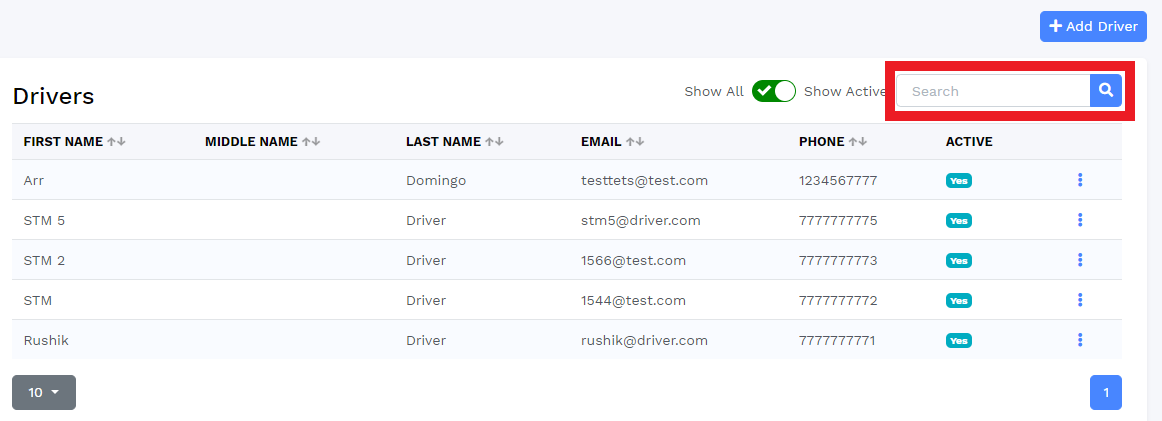 Add Driver
Drivers Show All Show Active Search
FIRST NAME MIDDLE NAME LAST NAME EMAIL PHONE ACTIVE
Arr Domingo testtets@test.com 1234567777 Yes
STM 5 Driver stm5@driver.com 7777777775 Yes
STM 2 Driver 1566@test.com 7777777773 Yes
STM Driver 1544@test.com 7777777772 Yes
Rushik Driver rushik@driver.com 7777777771 Yes
10 1